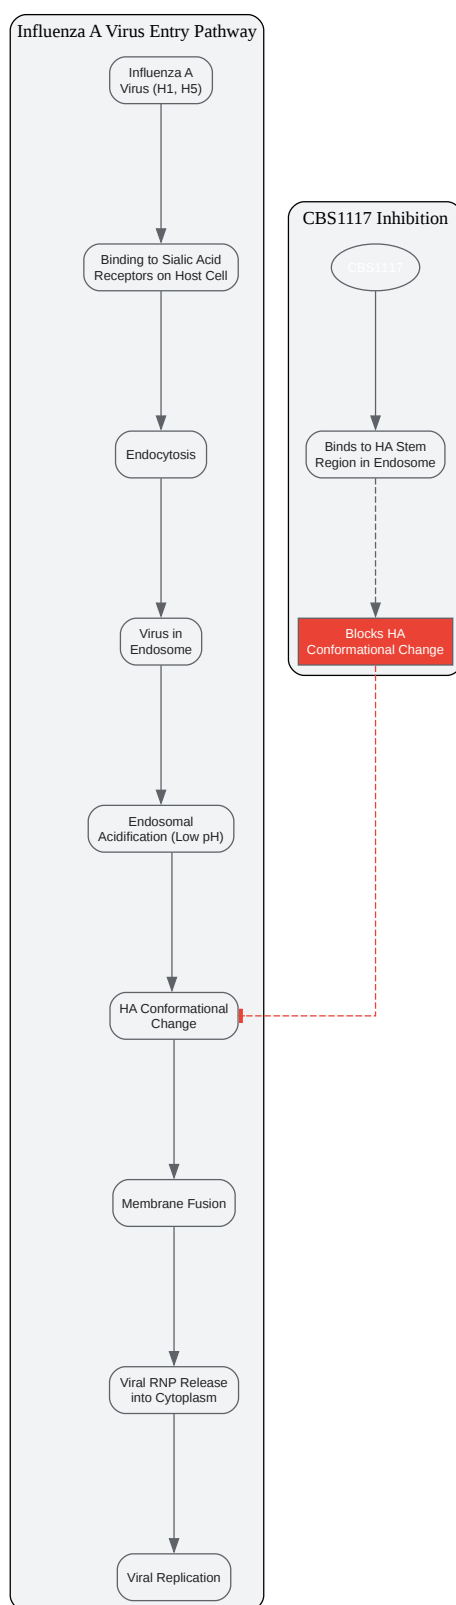 Influenza A Virus Entry Pathway
Influenza A
Virus (H1, H5)
Binding to Sialic Acid
Receptors on Host Cell
Endocytosis
Virus in
Endosome
Endosomal
Acidification (Low pH)
HA Conformational
Change
Membrane Fusion
Viral RNP Release
into Cytoplasm
Viral Replication
CBS1117 Inhibition
CBS1117
Binds to HA Stem
Region in Endosome
Blocks HA
Conformational Change